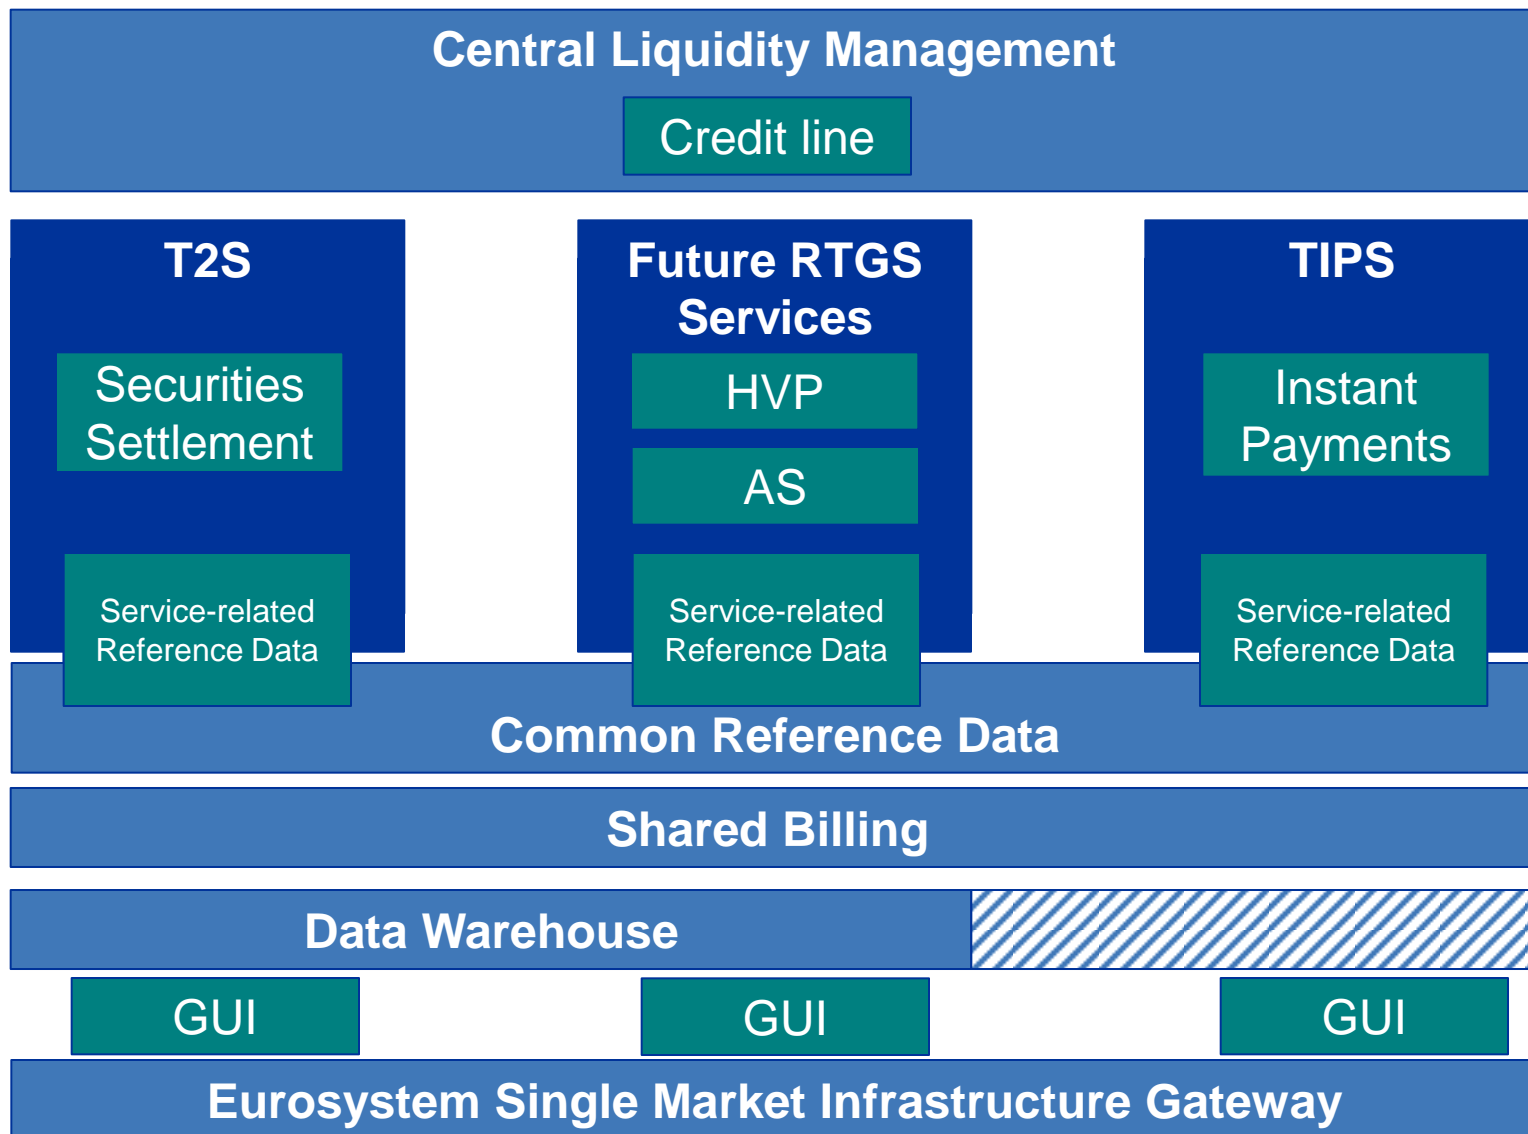 Central Liquidity Management
Credit line
T2S
Securities
Settlement
Service-related
Reference Data
Future RTGS
Services
HVP
AS
Service-related
Reference Data
TIPS
Instant
Payments
Service-related
Reference Data
Common Reference Data
Shared Billing
Data Warehouse
GUI
GUI
GUI
Eurosystem Single Market Infrastructure Gateway